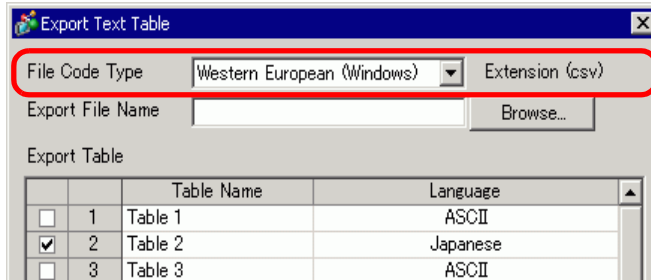 Export Text Table
File Code Type Western European (Windows) Extension (csv)
Export File Name Browse...
Export Table
Table Name Language
1 Table 1 ASCII
2 Table 2 Japanese
3 Table 3 ASCII